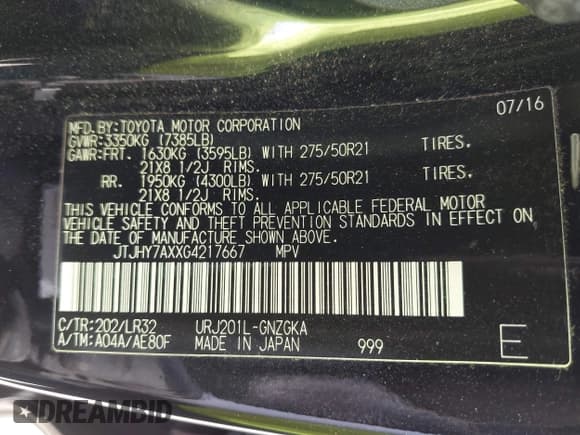 07/16
MFD.BY:TOYOTA MOTOR CORPORATION
GVWR:3350KG (7385LB)
GAWR:FRT. 1630KG (3595LB) WITH 275/50R21 TIRES.
21X8 1/2J RIMS.
RR. 1950KG (4300LB) WITH 275/50R21 TIRES.
21X8 1/2J RIMS.
THIS VEHICLE CONFORMS TO ALL APPLICABLE FEDERAL MOTOR
VEHICLE SAFETY AND THEFT PREVENTION STANDARDS IN EFFECT ON
THE DATE OF MANUFACTURE SHOWN ABOVE.
JTJHY7AXXG4217667 MPV
C/TR:202/LR32 URJ201L-GNZGKA
A/TM:A04A/AE80F MADE IN JAPAN 999 E
DREAMBID